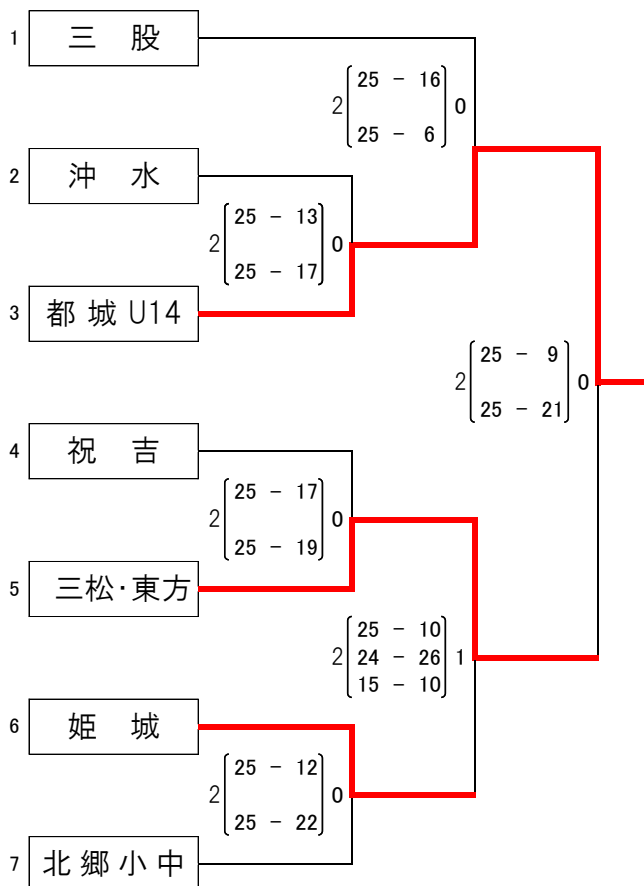 1 三 股
2 [ 25 - 16 ] 0
25 - 6
2 沖 水
2 [ 25 - 13 ] 0
25 - 17
3 都 城 U14
2 [ 25 - 9 ] 0
25 - 21
4 祝 吉
2 [ 25 - 17 ] 0
25 - 19
5 三松・東方
2 [ 25 - 10
24 - 26 ] 1
15 - 10
6 姫 城
2 [ 25 - 12 ] 0
25 - 22
7 北 郷 小 中